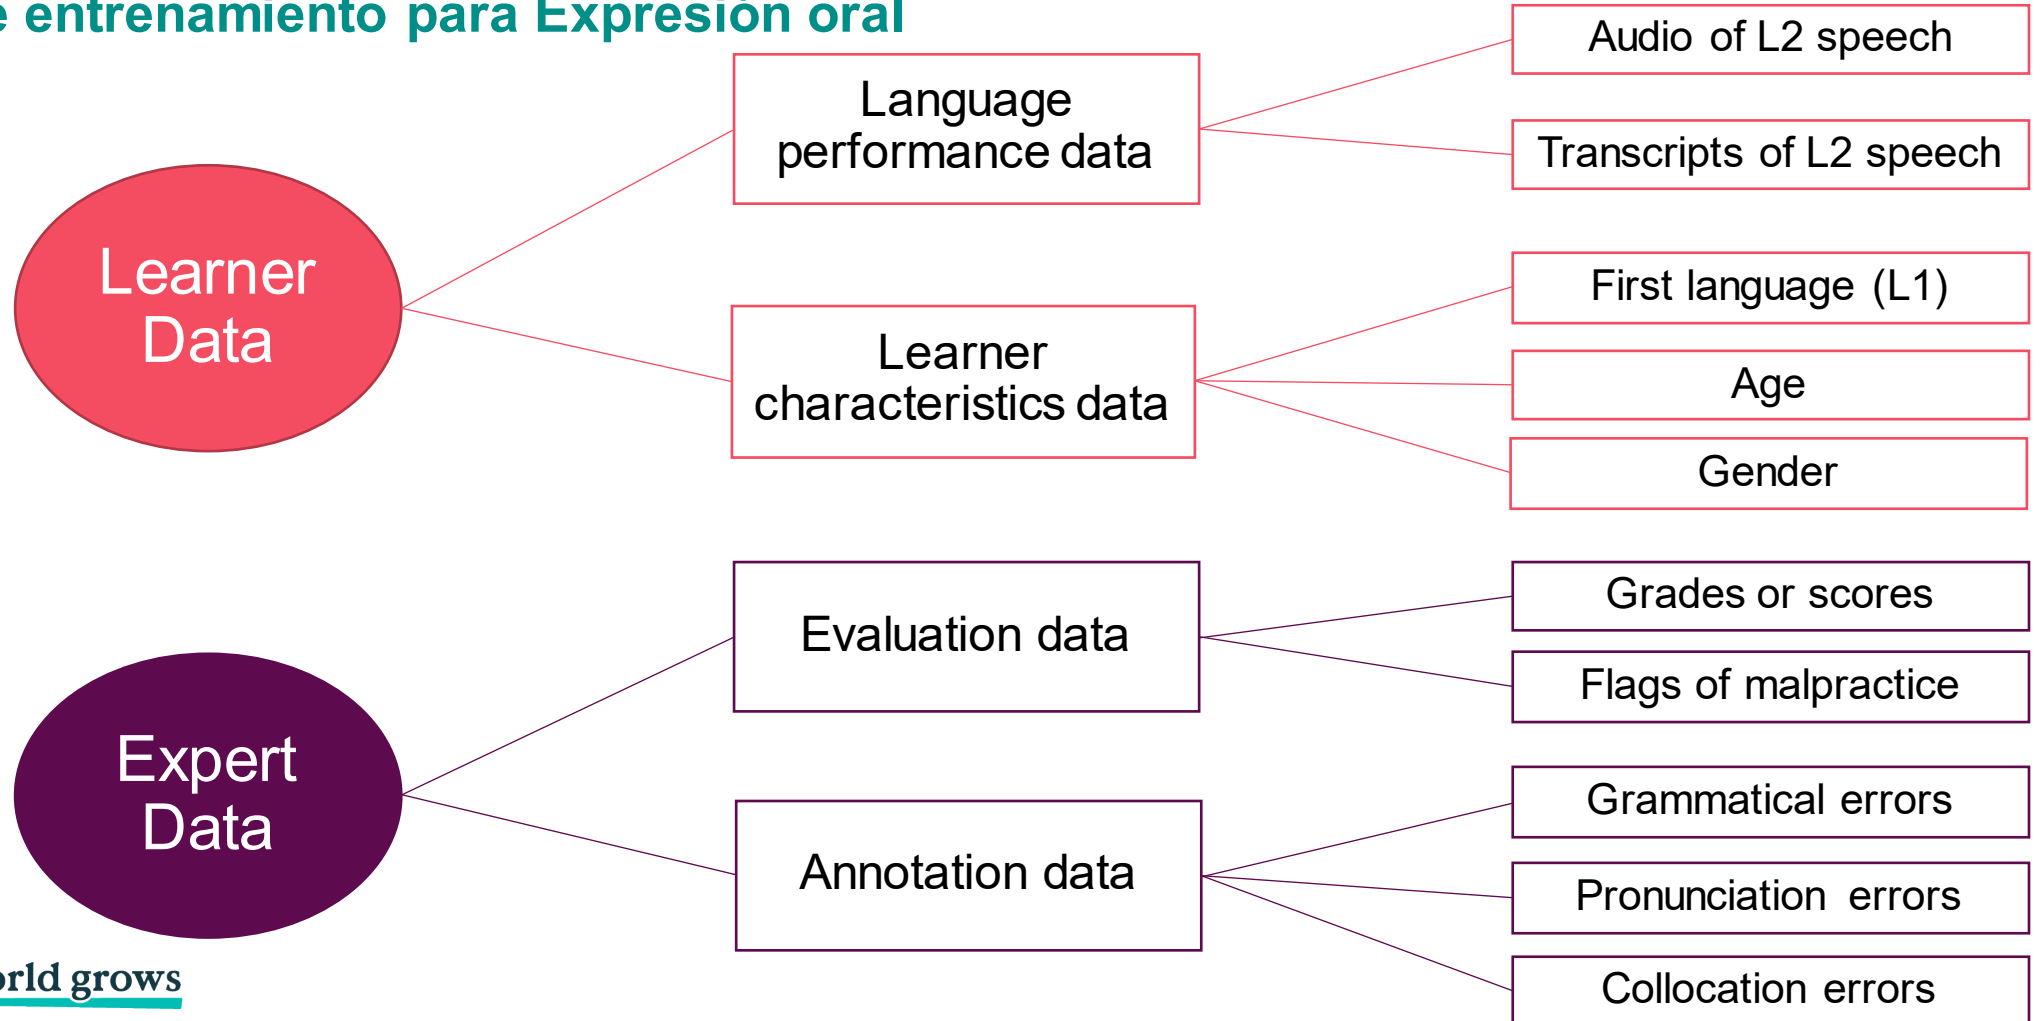 entrenamiento para Expresión oral
Learner
Data
Language
performance data
Audio of L2 speech
Transcripts of L2 speech
Learner
characteristics data
First language (L1)
Age
Gender
Expert
Data
Evaluation data
Grades or scores
Flags of malpractice
Annotation data
Grammatical errors
Pronunciation errors
Collocation errors
grows